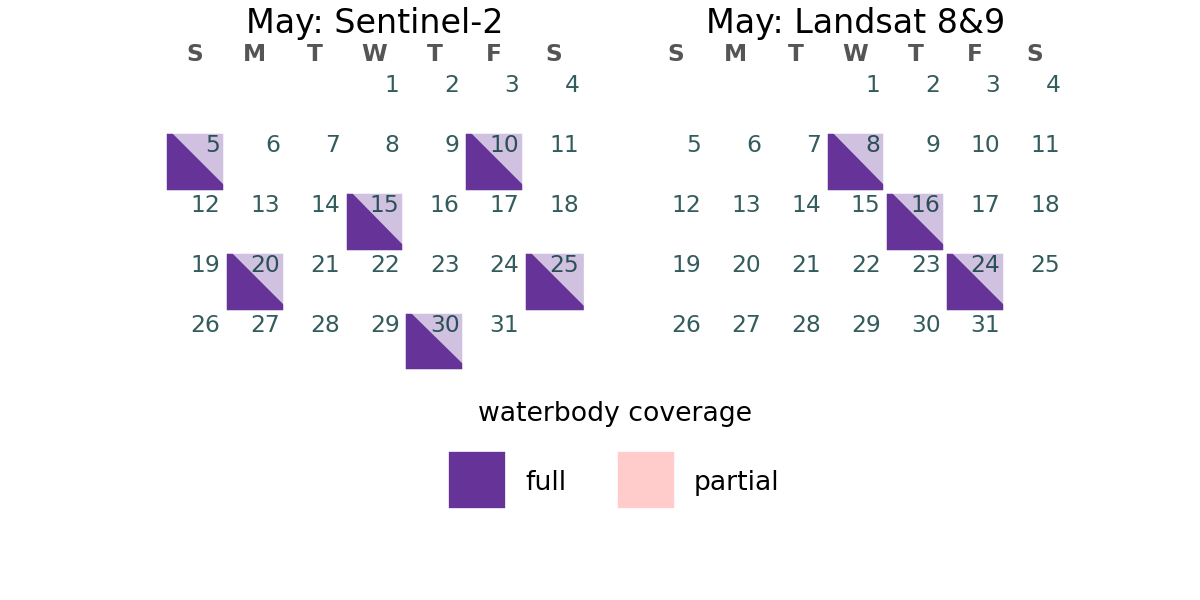 May: Sentinel-2
S M T W T F S
1 2 3 4
5 6 7 8 9 10 11
12 13 14 15 16 17 18
19 20 21 22 23 24 25
26 27 28 29 30 31
May: Landsat 8&9
S M T W T F S
1 2 3 4
5 6 7 8 9 10 11
12 13 14 15 16 17 18
19 20 21 22 23 24 25
26 27 28 29 30 31
waterbody coverage
full partial